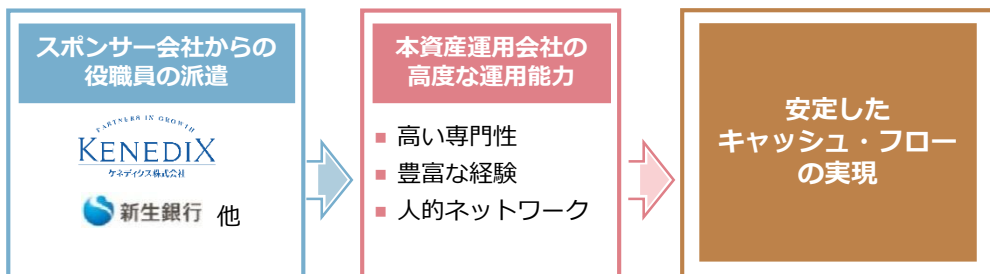 スポンサー会社からの
役職員の派遣
PARTNERS IN GROWTH
KENEDIX
ケネディクス株式会社
新生銀行 他
本資産運用会社の
高度な運用能力
■ 高い専門性
■ 豊富な経験
■ 人的ネットワーク
安定した
キャッシュ・フロー
の実現